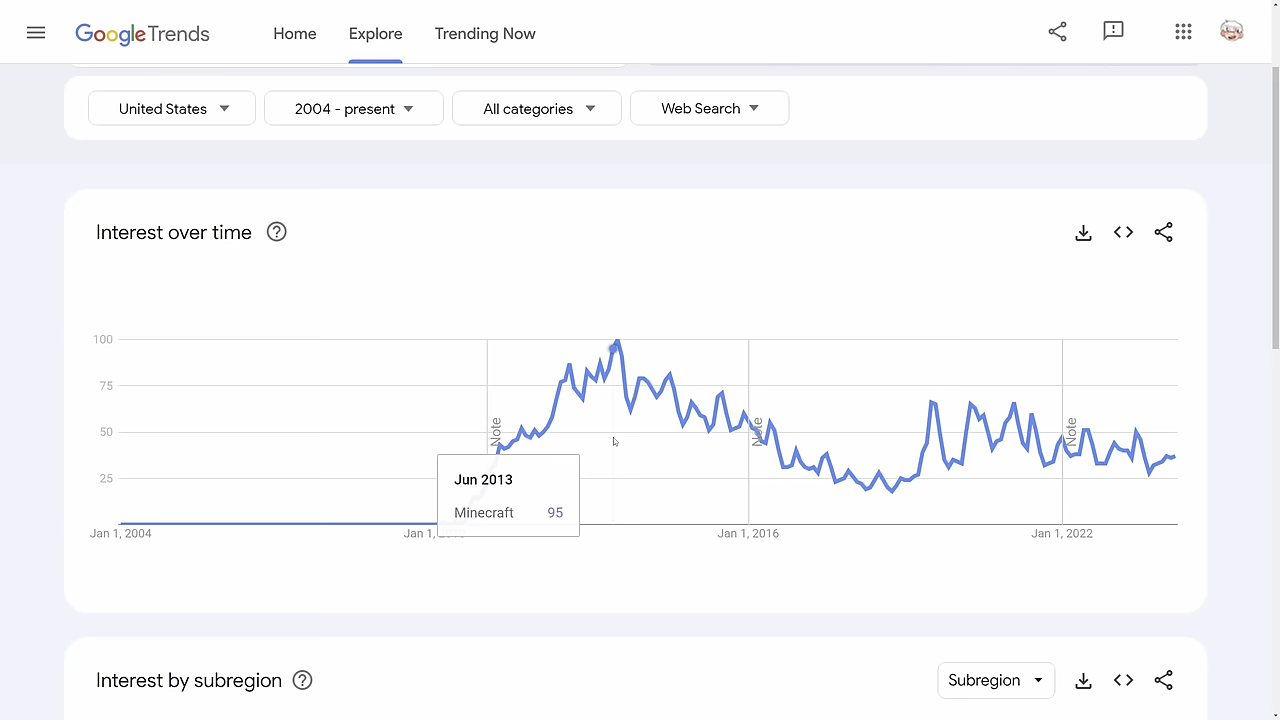 Google Trends Home Explore Trending Now
United States 2004 - present All categories Web Search
Interest over time
100
75
50
25
Note
Note
Note
Jun 2013
Minecraft 95
Jan 1, 2004 Jan 1, Jan 1, 2016 Jan 1, 2022
Interest by subregion Subregion